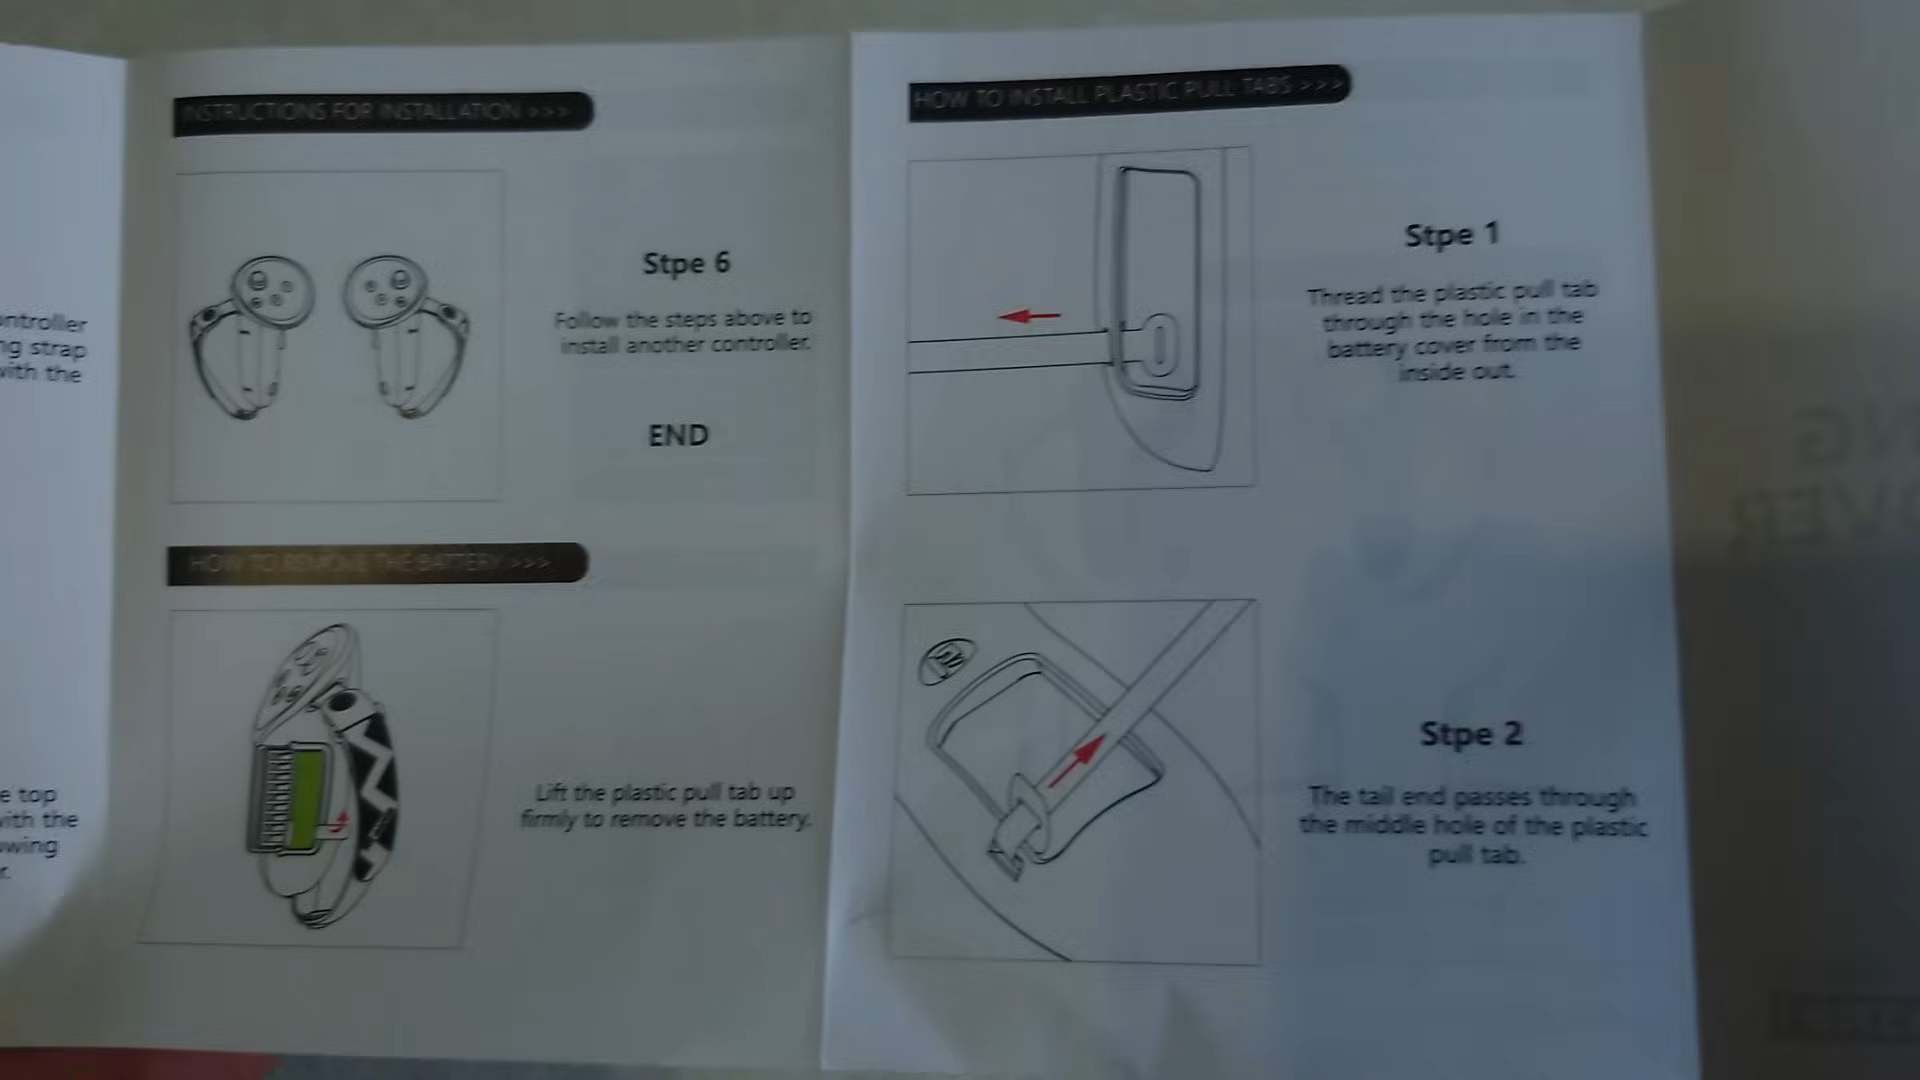 ontroller
ng strap
with the
e top
with the
owing
r.
INSTRUCTIONS FOR INSTALLATION >>>
Stpe 6
Follow the steps above to
install another controller.
END
HOW TO REMOVE THE BATTERY >>>
Lift the plastic pull tab up
firmly to remove the battery.
HOW TO INSTALL PLASTIC PULL TABS >>>
Stpe 1
Thread the plastic pull tab
through the hole in the
battery cover from the
inside out.
Stpe 2
The tail end passes through
the middle hole of the plastic
pull tab.